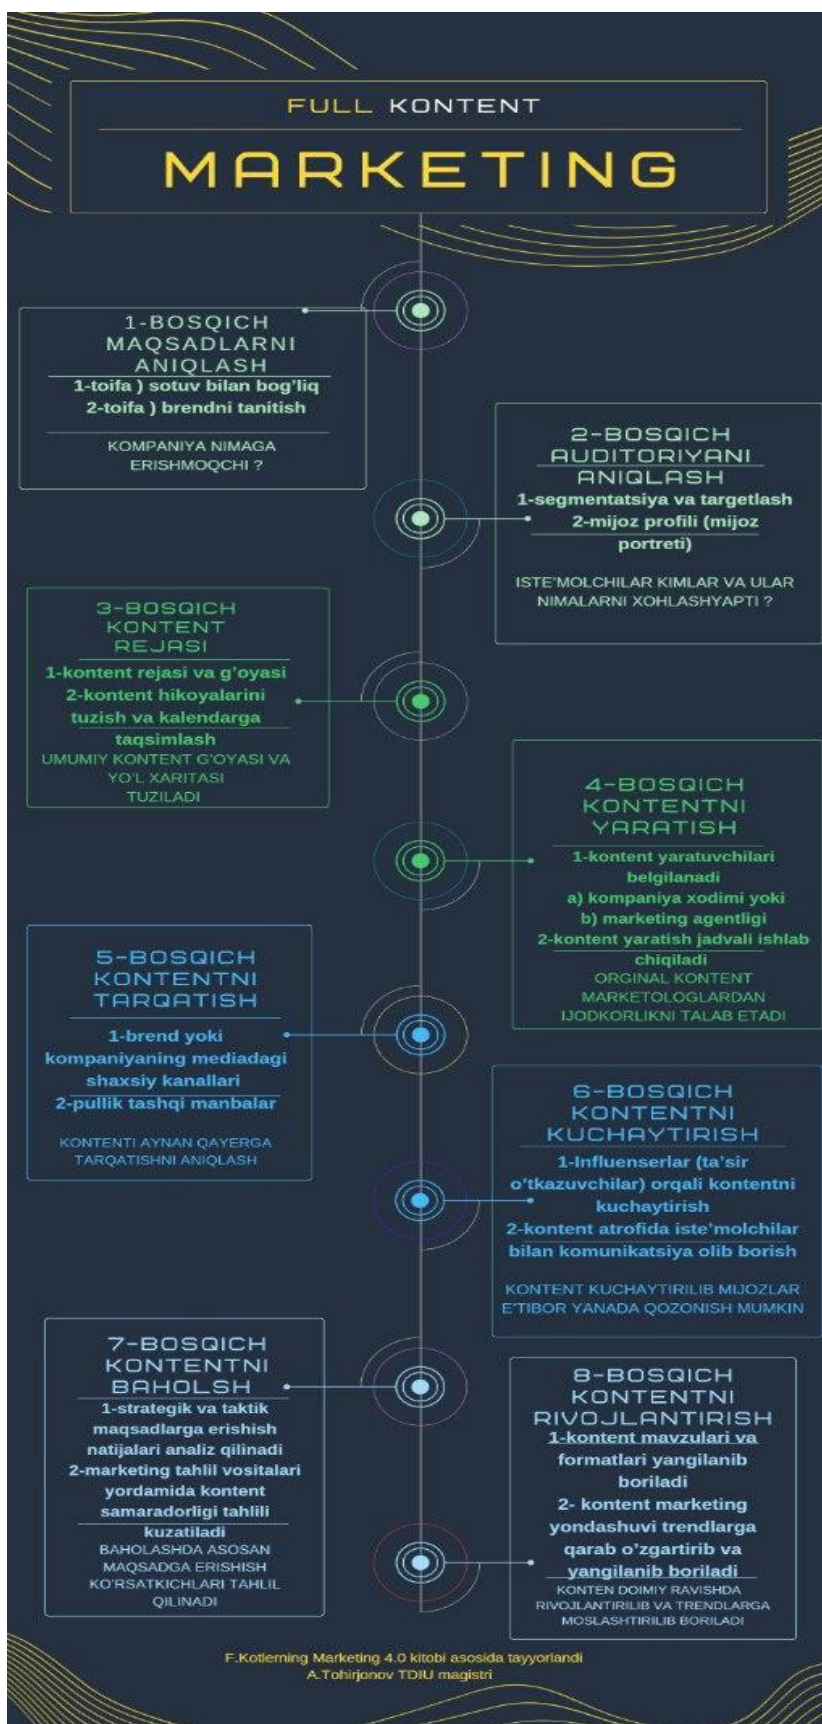 FULL KONTENT
MARKETING
1-BOSQICH
MAQSADLARNI
ANIQLASH
1-toifa ) sotuv bilan bog'liq
2-toifa ) brendni tanitish
KOMPANIYA NIMAGA
ERISHMOQCHI ?
2-BOSQICH
AUDITORIYANI
ANIQLASH
1-segmentatsiya va targetlash
2-mijoz profili (mijoz
portreti)
ISTE'MOLCHILAR KIMLAR VA ULAR
NIMALARNI XOHLASHYAPTI ?
3-BOSQICH
KONTENT
REJASI
1-kontent rejasi va g'oyasi
2-kontent hikoyalarini
tuzish va kalendarga
taqsimlash
UMUMIY KONTENT G'OYASI VA
YO'L XARITASI
TUZILADI
4-BOSQICH
KONTENTNI
YARATISH
1-kontent yaratuvchilari
belgilanadi
a) kompaniya xodimi yoki
b) marketing agentligi
2-kontent yaratish jadvali ishlab
chiqiladi
ORGINAL KONTENT
MARKETOLOGLARDAN
IJODKORLIKNI TALAB ETADI
5-BOSQICH
KONTENTNI
TARQATISH
1-brend yoki
kompaniyaning mediadagi
shaxsiy kanallari
2-pullik tashqi manbalar
KONTENTI AYNAN QAYERGA
TARQATISHNI ANIQLASH
6-BOSQICH
KONTENTNI
KUCHAYTIRISH
1-Influenserlar (ta'sir
o'tkazuvchilar) orqali kontentni
kuchaytirish
2-kontent atrofida iste'molchilar
bilan komunikatsiya olib borish
KONTENT KUCHAYTIRILIB MIJOZLAR
E'TIBOR YANADA QOZONISH MUMKIN
7-BOSQICH
KONTENTNI
BAHOLSH
1-strategik va taktik
maqsadlarga erishish
natijalari analiz qilinadi
2-marketing tahlil vositalari
yordamida kontent
samaradorligi tahlili
kuzatiladi
BAHOLASHDA ASOSAN
MAQSADGA ERISHISH
KO'RSATKICHLARI TAHLIL
QILINADI
8-BOSQICH
KONTENTNI
RIVOJLANTIRISH
1-kontent mavzulari va
formatlari yangilanib
boriladi
2- kontent marketing
yondashuvi trendlarga
qarab o'zgartirib va
yangilanib boriladi
KONTEN DOIMIY RAVISHDA
RIVOJLANTIRILIB VA TRENDLARGA
MOSLASHTIRILIB BORILADI
F.Kotlerning Marketing 4.0 kitobi asosida tayyorlandi
A.Tohirjonov TDIU magistri